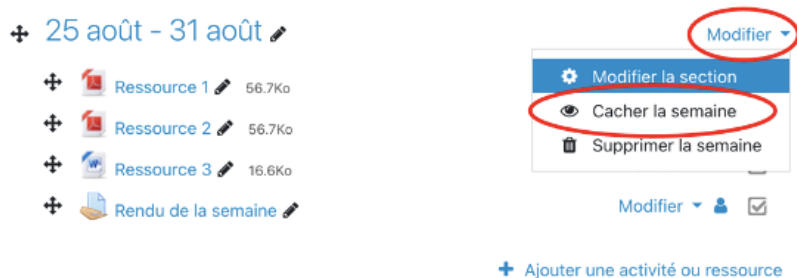 25 août - 31 août
Modifier
Modifier la section
Ressource 1 56.7Ko
Cacher la semaine
Ressource 2 56.7Ko
Supprimer la semaine
Ressource 3 16.6Ko
Rendu de la semaine
Modifier
Ajouter une activité ou ressource